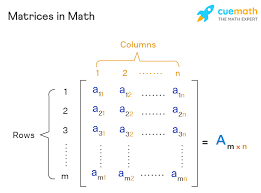 Matrices in Math
cuemath
THE MATH EXPERT
Columns
1 2 ........ n
1 a11 a12 ........ a1n
2 a21 a22 ........ a2n
Rows 3 a31 a32 ........ a3n = Am x n
m am1 am2 ........ amn